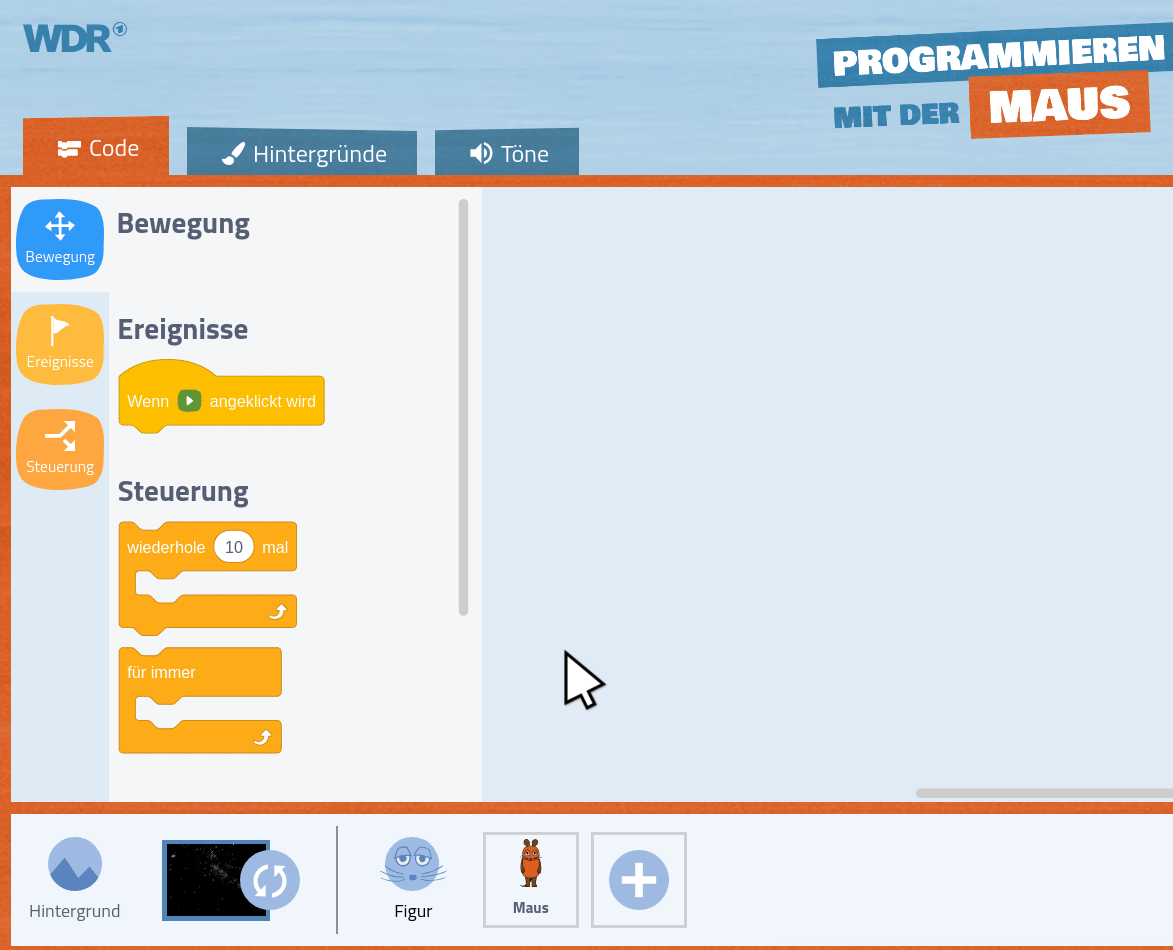 WDR
PROGRAMMIEREN
MIT DER MAUS
Code
Hintergründe
Töne
Bewegung
Ereignisse
Steuerung
Bewegung
Ereignisse
Wenn angeklickt wird
Steuerung
wiederhole 10 mal
für immer
Hintergrund
Figur
Maus